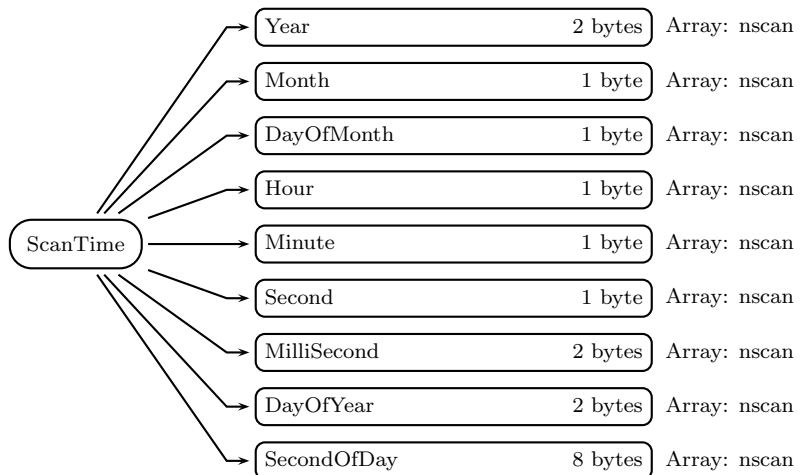 Year 2 bytes Array: nscan
Month 1 byte Array: nscan
DayOfMonth 1 byte Array: nscan
Hour 1 byte Array: nscan
ScanTime Minute 1 byte Array: nscan
Second 1 byte Array: nscan
MilliSecond 2 bytes Array: nscan
DayOfYear 2 bytes Array: nscan
SecondOfDay 8 bytes Array: nscan